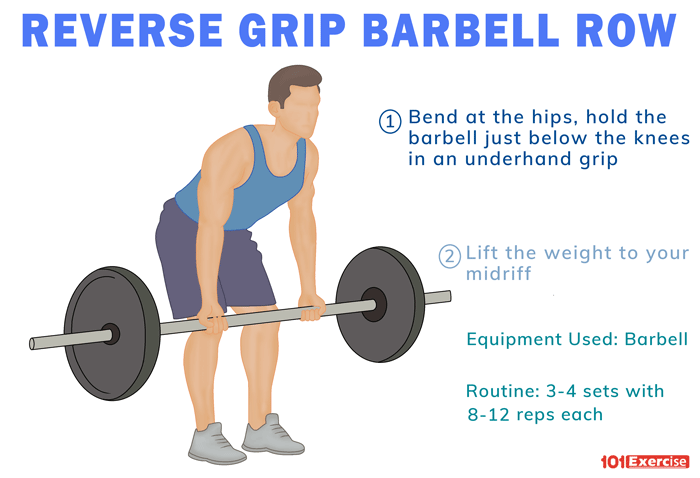 REVERSE GRIP BARBELL ROW
1 Bend at the hips, hold the
barbell just below the knees
in an underhand grip
2 Lift the weight to your
midriff
Equipment Used: Barbell
Routine: 3-4 sets with
8-12 reps each
101Exercise